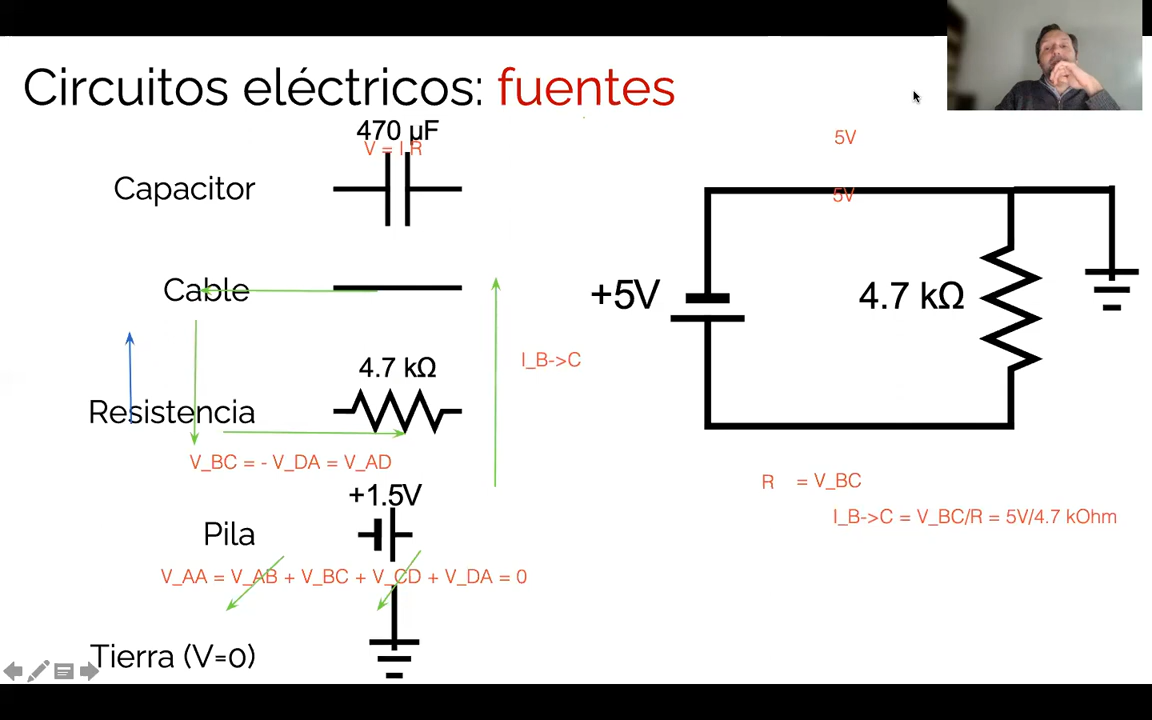 Circuitos eléctricos: fuentes
470 µF
V = I R
5V
Capacitor
5V
Cable
+5V
4.7 kΩ
I_B->C
4.7 kΩ
Resistencia
V_BC = - V_DA = V_AD
R = V_BC
+1.5V
I_B->C = V_BC/R = 5V/4.7 kOhm
Pila
V_AA = V_AB + V_BC + V_CD + V_DA = 0
Tierra (V=0)